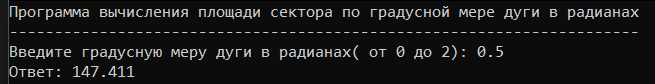 Программа вычисления площади сектора по градусной мере дуги в радианах
----------------------------------------------------------------------
Введите градусную меру дуги в радианах( от 0 до 2): 0.5
Ответ: 147.411